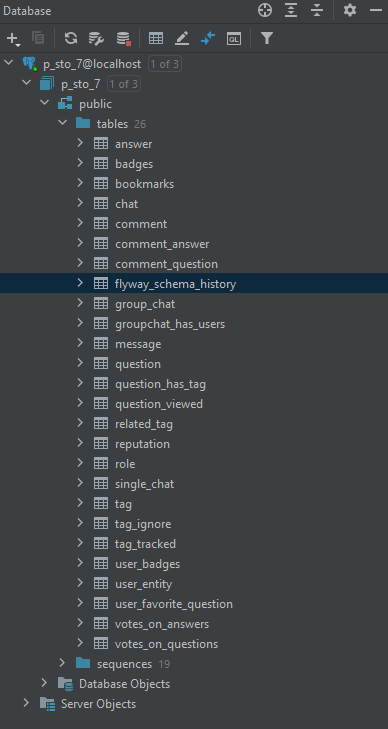 Database
QL
p_sto_7@localhost 1 of 3
p_sto_7 1 of 3
public
tables 26
answer
badges
bookmarks
chat
comment
comment_answer
comment_question
flyway_schema_history
group_chat
groupchat_has_users
message
question
question_has_tag
question_viewed
related_tag
reputation
role
single_chat
tag
tag_ignore
tag_tracked
user_badges
user_entity
user_favorite_question
votes_on_answers
votes_on_questions
sequences 19
Database Objects
Server Objects